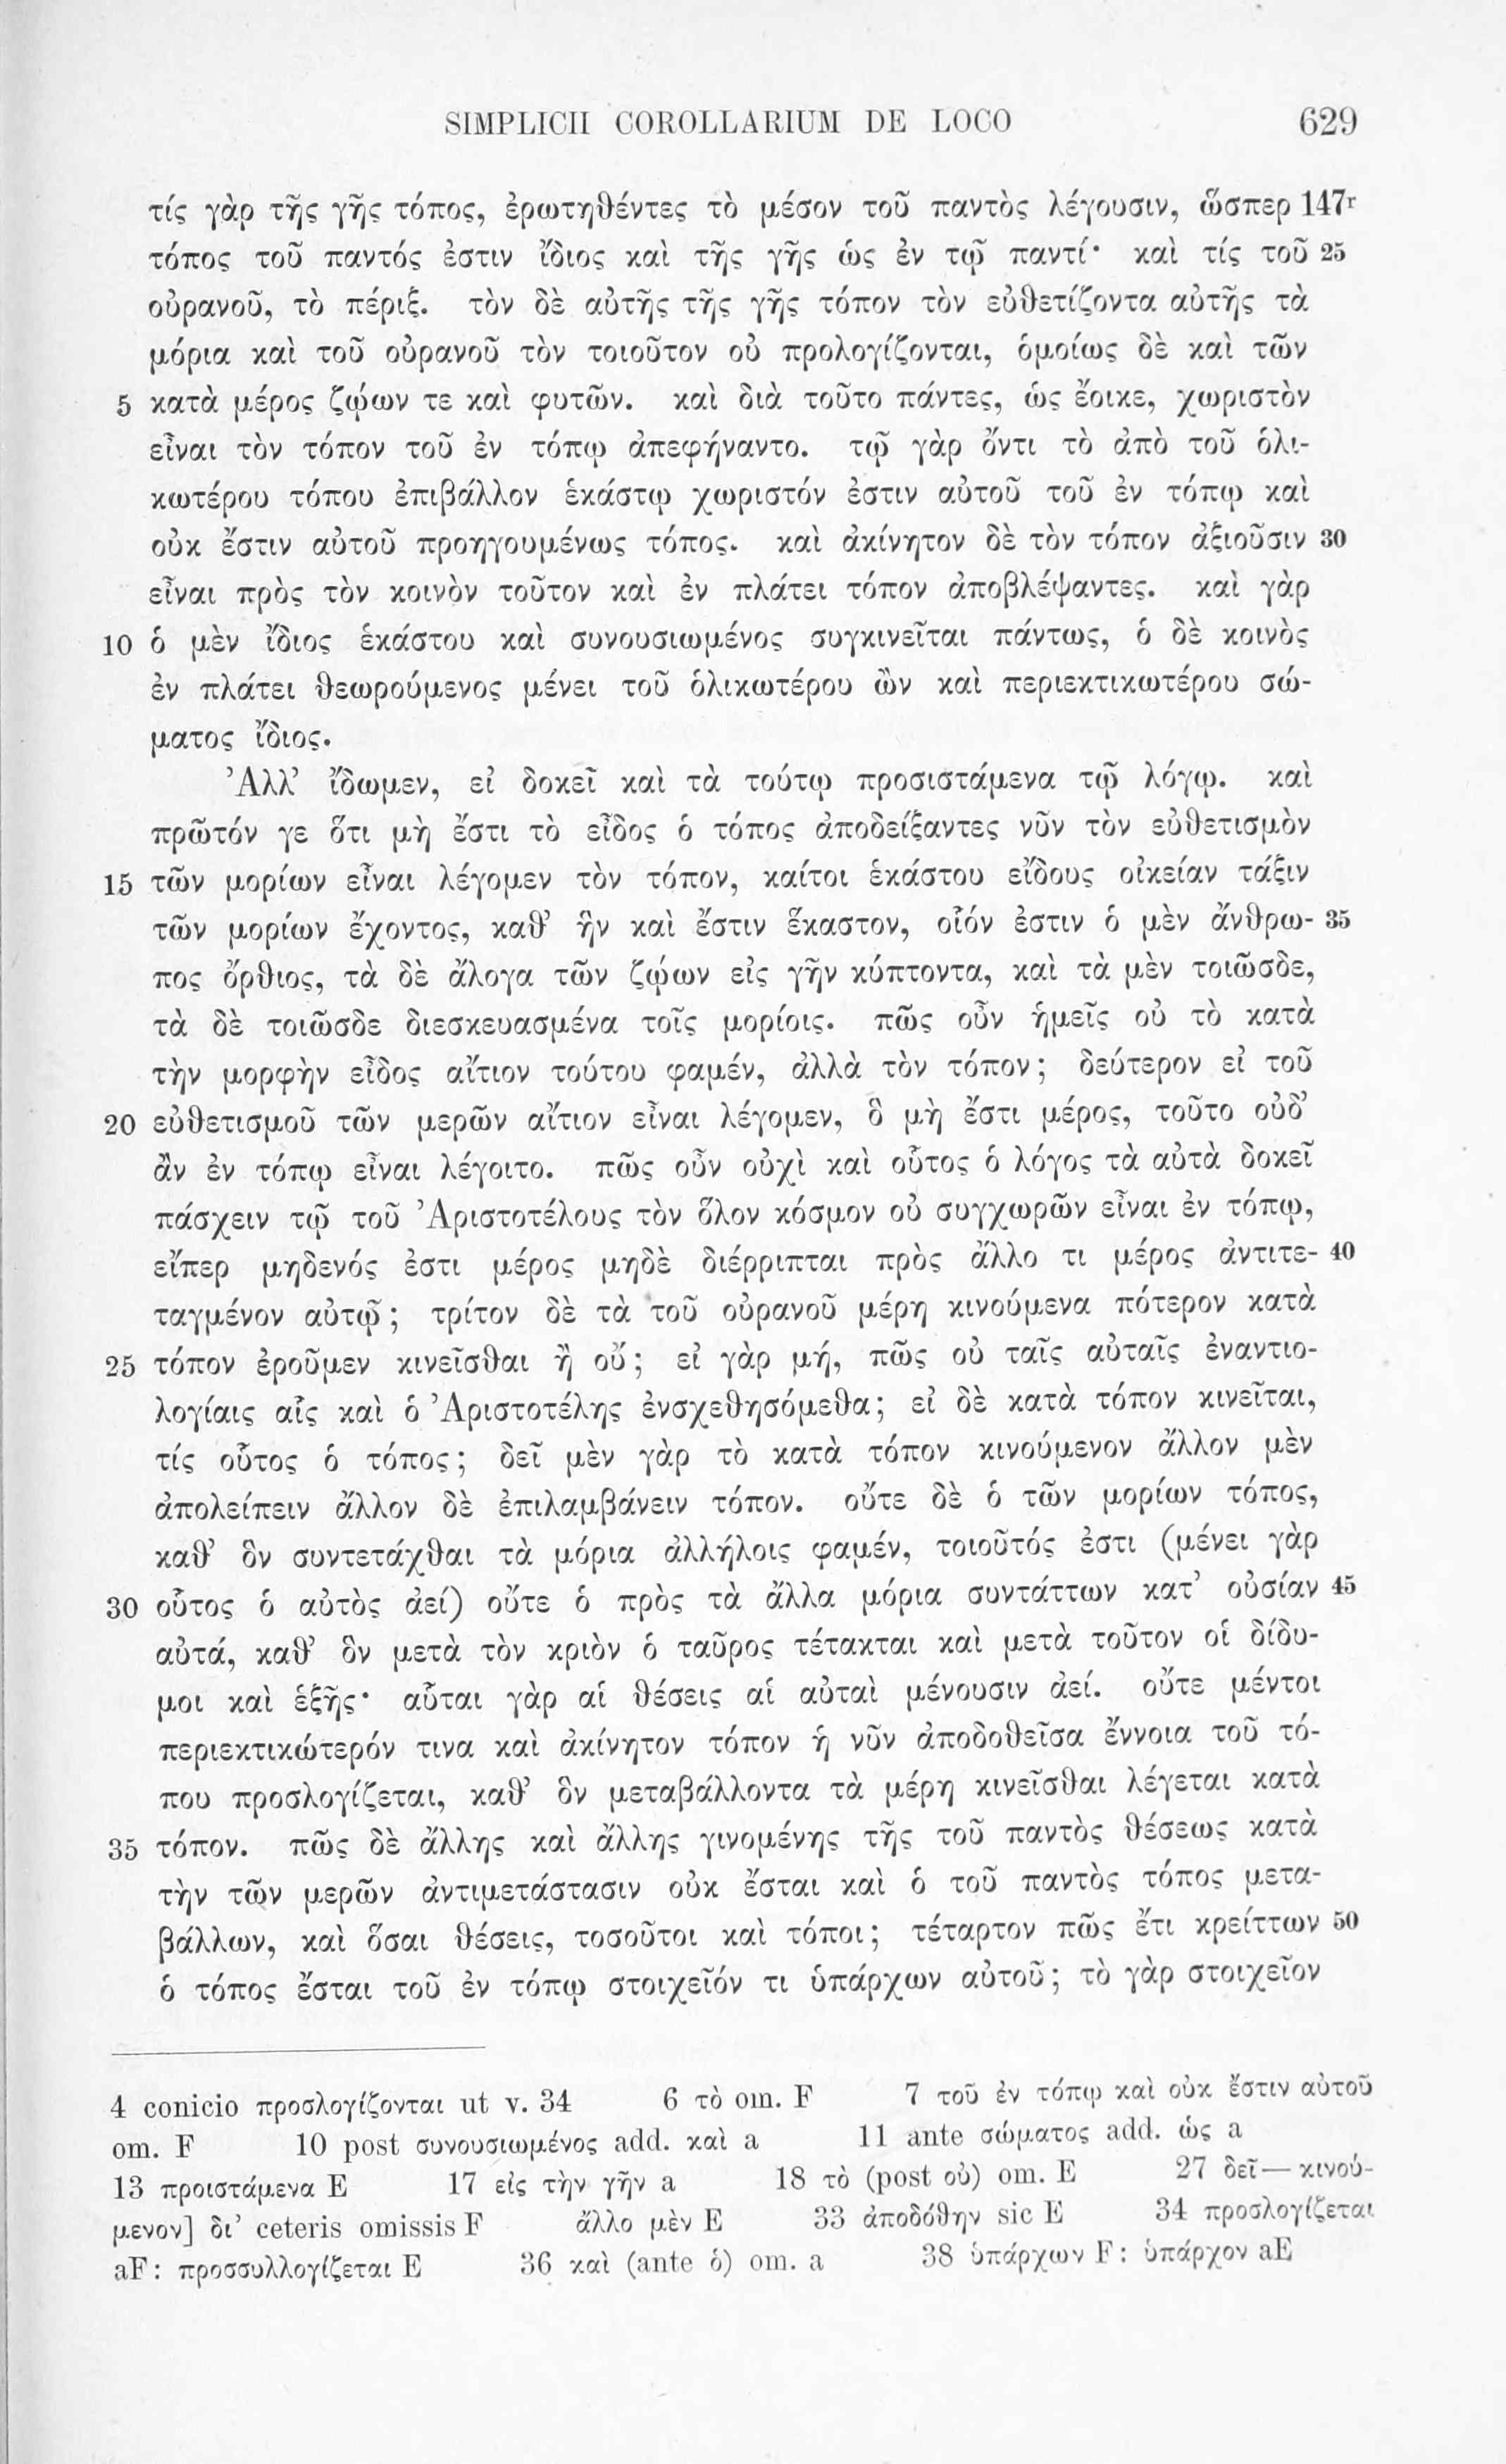 SIMPLICII COROLLARIUM DE LOCO 629
τίς γὰρ τῆς γῆς τόπος, ἐρωτηθέντες τὸ μέσον τοῦ παντὸς λέγουσιν, ὥσπερ 147r
τόπος τοῦ παντός ἐστιν ἴδιος καὶ τῆς γῆς ὡς ἐν τῷ παντί· καὶ τίς τοῦ 25
οὐρανοῦ, τὸ πέριξ. τὸν δὲ αὐτῆς τῆς γῆς τόπον τὸν εὐθετίζοντα αὐτῆς τὰ
μόρια καὶ τοῦ οὐρανοῦ τὸν τοιοῦτον οὐ προλογίζονται, ὁμοίως δὲ καὶ τῶν
5 κατὰ μέρος ζῴων τε καὶ φυτῶν. καὶ διὰ τοῦτο πάντες, ὡς ἔοικε, χωριστὸν
εἶναι τὸν τόπον τοῦ ἐν τόπῳ ἀπεφήναντο. τῷ γὰρ ὄντι τὸ ἀπὸ τοῦ ὁλι-
κωτέρου τόπου ἐπιβάλλον ἑκάστῳ χωριστόν ἐστιν αὐτοῦ τοῦ ἐν τόπῳ καὶ
οὐκ ἔστιν αὐτοῦ προηγουμένως τόπος. καὶ ἀκίνητον δὲ τὸν τόπον ἀξιοῦσιν 30
εἶναι πρὸς τὸν κοινὸν τοῦτον καὶ ἐν πλάτει τόπον ἀποβλέψαντες. καὶ γὰρ
10 ὁ μὲν ἴδιος ἑκάστου καὶ συνουσιωμένος συγκινεῖται πάντως, ὁ δὲ κοινὸς
ἐν πλάτει θεωρούμενος μένει τοῦ ὁλικωτέρου ὢν καὶ περιεκτικωτέρου σώ-
ματος ἴδιος.
Ἀλλ’ ἴδωμεν, εἰ δοκεῖ καὶ τὰ τούτῳ προσιστάμενα τῷ λόγῳ. καὶ
πρῶτόν γε ὅτι μὴ ἔστι τὸ εἶδος ὁ τόπος ἀποδείξαντες νῦν τὸν εὐθετισμὸν
15 τῶν μορίων εἶναι λέγομεν τὸν τόπον, καίτοι ἑκάστου εἴδους οἰκείαν τάξιν
τῶν μορίων ἔχοντος, καθ’ ἣν καὶ ἔστιν ἕκαστον, οἷόν ἐστιν ὁ μὲν ἄνθρω- 35
πος ὄρθιος, τὰ δὲ ἄλογα τῶν ζῴων εἰς γῆν κύπτοντα, καὶ τὰ μὲν τοιῶσδε,
τὰ δὲ τοιῶσδε διεσκευασμένα τοῖς μορίοις. πῶς οὖν ἡμεῖς οὐ τὸ κατὰ
τὴν μορφὴν εἶδος αἴτιον τούτου φαμέν, ἀλλὰ τὸν τόπον; δεύτερον εἰ τοῦ
20 εὐθετισμοῦ τῶν μερῶν αἴτιον εἶναι λέγομεν, ὃ μὴ ἔστι μέρος, τοῦτο οὐδ’
ἂν ἐν τόπῳ εἶναι λέγοιτο. πῶς οὖν οὐχὶ καὶ οὗτος ὁ λόγος τὰ αὐτὰ δοκεῖ
πάσχειν τῷ τοῦ Ἀριστοτέλους τὸν ὅλον κόσμον οὐ συγχωρῶν εἶναι ἐν τόπῳ,
εἴπερ μηδενός ἐστι μέρος μηδὲ διέρριπται πρὸς ἄλλο τι μέρος ἀντιτε- 40
ταγμένον αὐτῷ; τρίτον δὲ τὰ τοῦ οὐρανοῦ μέρη κινούμενα πότερον κατὰ
25 τόπον ἐροῦμεν κινεῖσθαι ἢ οὔ; εἰ γὰρ μή, πῶς οὐ ταῖς αὐταῖς ἐναντιο-
λογίαις αἷς καὶ ὁ Ἀριστοτέλης ἐνσχεθησόμεθα; εἰ δὲ κατὰ τόπον κινεῖται,
τίς οὗτος ὁ τόπος; δεῖ μὲν γὰρ τὸ κατὰ τόπον κινούμενον ἄλλον μὲν
ἀπολείπειν ἄλλον δὲ ἐπιλαμβάνειν τόπον. οὔτε δὲ ὁ τῶν μορίων τόπος,
καθ’ ὃν συντετάχθαι τὰ μόρια ἀλλήλοις φαμέν, τοιοῦτός ἐστι (μένει γὰρ
30 οὗτος ὁ αὐτὸς ἀεί) οὔτε ὁ πρὸς τὰ ἄλλα μόρια συντάττων κατ’ οὐσίαν 45
αὐτά, καθ’ ὃν μετὰ τὸν κριὸν ὁ ταῦρος τέτακται καὶ μετὰ τοῦτον οἱ δίδυ-
μοι καὶ ἑξῆς· αὗται γὰρ αἱ θέσεις αἱ αὐταὶ μένουσιν ἀεί. οὔτε μέντοι
περιεκτικώτερόν τινα καὶ ἀκίνητον τόπον ἡ νῦν ἀποδοθεῖσα ἔννοια τοῦ τό-
που προσλογίζεται, καθ’ ὃν μεταβάλλοντα τὰ μέρη κινεῖσθαι λέγεται κατὰ
35 τόπον. πῶς δὲ ἄλλης καὶ ἄλλης γινομένης τῆς τοῦ παντὸς θέσεως κατὰ
τὴν τῶν μερῶν ἀντιμετάστασιν οὐκ ἔσται καὶ ὁ τοῦ παντὸς τόπος μετα-
βάλλων, καὶ ὅσαι θέσεις, τοσοῦτοι καὶ τόποι; τέταρτον πῶς ἔτι κρείττων 50
ὁ τόπος ἔσται τοῦ ἐν τόπῳ στοιχεῖόν τι ὑπάρχων αὐτοῦ; τὸ γὰρ στοιχεῖον
4 conicio προσλογίζονται ut v. 34 6 τὸ om. F 7 τοῦ ἐν τόπῳ καὶ οὐκ ἔστιν αὐτοῦ
om. F 10 post συνουσιωμένος add. καὶ a 11 ante σώματος add. ὡς a
13 προιστάμενα E 17 εἰς τὴν γῆν a 18 τὸ (post οὐ) om. E 27 δεῖ — κινού-
μενον] δι’ ceteris omissis F ἄλλο μὲν E 33 ἀποδόθην sic E 34 προσλογίζεται
aF: προσσυλλογίζεται E 36 καὶ (ante ὁ) om. a 38 ὑπάρχων F: ὑπάρχον aE